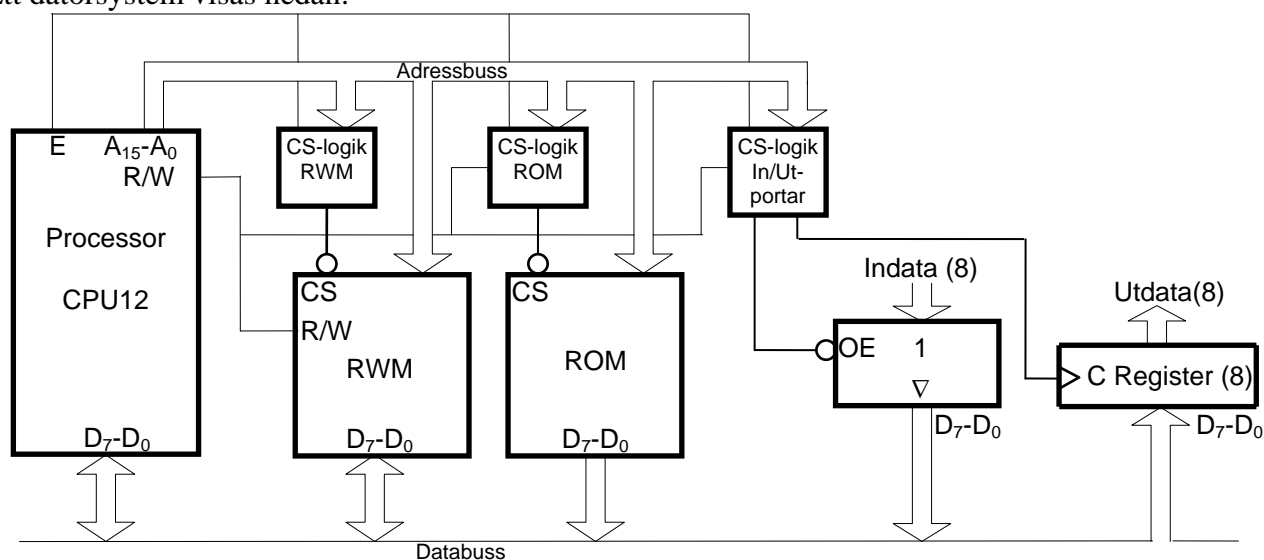 Ett datorsystem visas nedan:
Adressbuss
E A15-A0
R/W
Processor
CPU12
D7-D0
CS-logik
RWM
CS-logik
ROM
CS-logik
In/Ut-
portar
CS
R/W
RWM
D7-D0
CS
ROM
D7-D0
Indata (8)
OE 1
∇
D7-D0
Utdata(8)
C Register (8)
D7-D0
Databuss